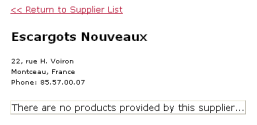 << Return to Supplier List
Escargots Nouveaux
22, rue H. Voiron
Montceau, France
Phone: 85.57.00.07
There are no products provided by this supplier...